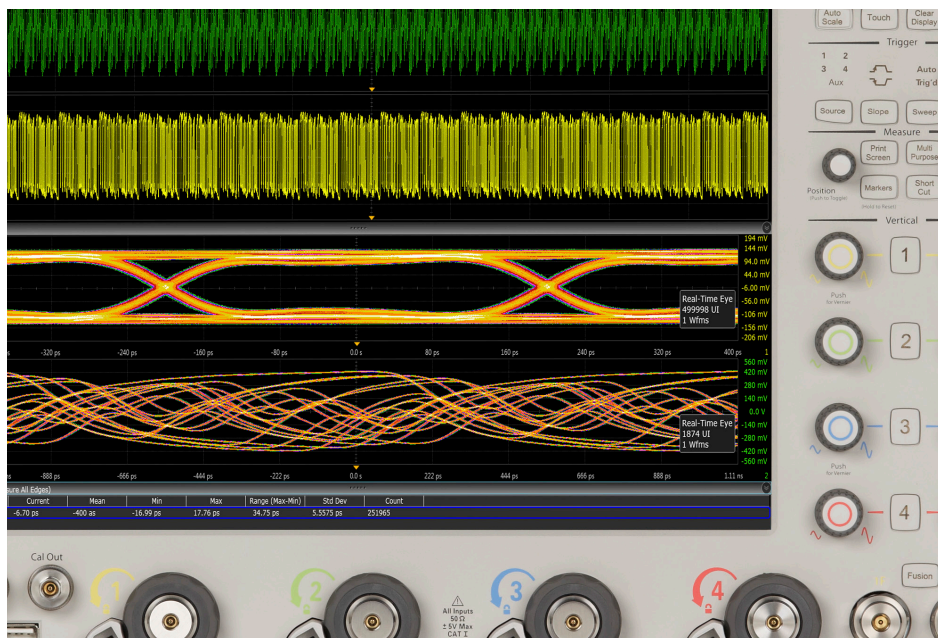 Auto
Scale
Touch
Clear
Display
Trigger
1 2
3 4
Aux
Auto
Trig'd
Source
Slope
Sweep
Measure
Print
Screen
Multi
Purpose
Position
(Push to Trigger)
Markers
Short
Cut
(Hold to Reset)
Vertical
1
Push
for Vernier
2
3
Push
for Vernier
4
194 mV
144 mV
94.0 mV
44.0 mV
-6.00 mV
-56.0 mV
-106 mV
-156 mV
-206 mV
Real-Time Eye
499998 UI
1 Wfms
s -320 ps -240 ps -160 ps -80 ps 0.0 s 80 ps 160 ps 240 ps 320 ps 400 ps 1
560 mV
420 mV
280 mV
140 mV
0.0 V
-140 mV
-280 mV
-420 mV
-560 mV
Real-Time Eye
1874 UI
1 Wfms
s -888 ps -666 ps -444 ps -222 ps 0.0 s 222 ps 444 ps 666 ps 888 ps 1.11 ns 2
sure All Edges)
Current Mean Min Max Range (Max-Min) Std Dev Count
-6.70 ps -400 as -16.99 ps 17.76 ps 34.75 ps 5.5575 ps 251965
Cal Out
1
2
3
4
All Inputs
50 Ω
± 5V Max
CAT I
Fusion